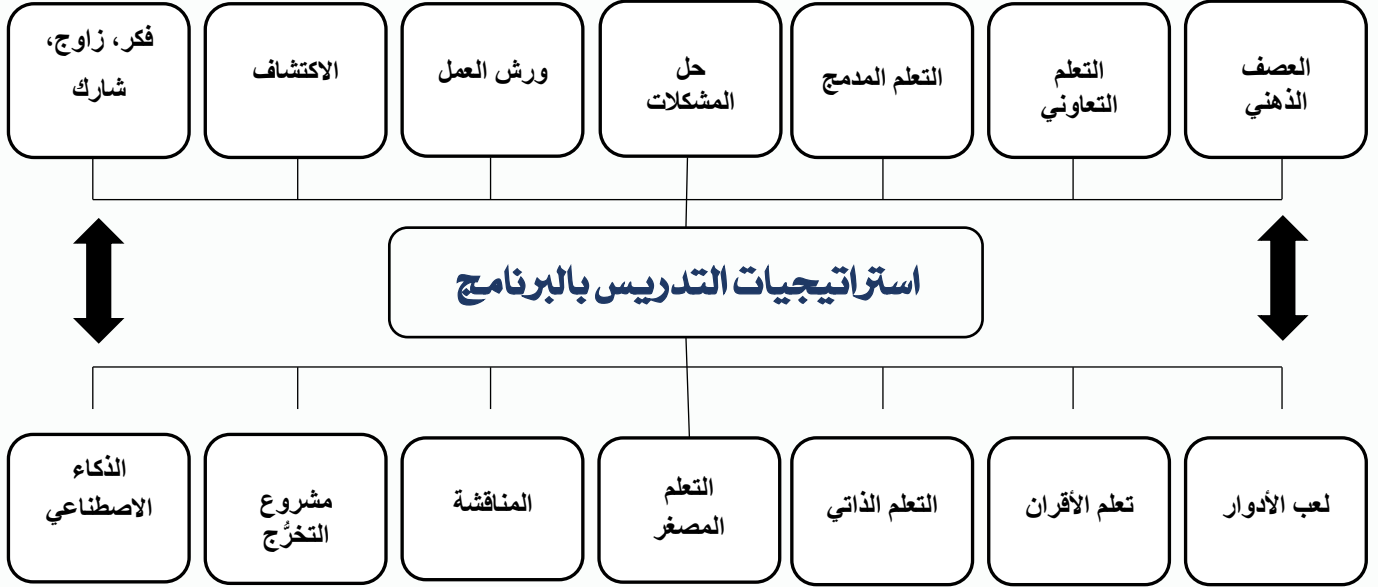 العصف
الذهني
التعلم
التعاوني
التعلم المدمج
حل
المشكلات
ورش العمل
الاكتشاف
فكر، زاوج،
شارك
استراتيجيات التدريس بالبرنامج
لعب الأدوار
تعلم الأقران
التعلم الذاتي
التعلم
المصغر
المناقشة
مشروع
التخرُّج
الذكاء
الاصطناعي